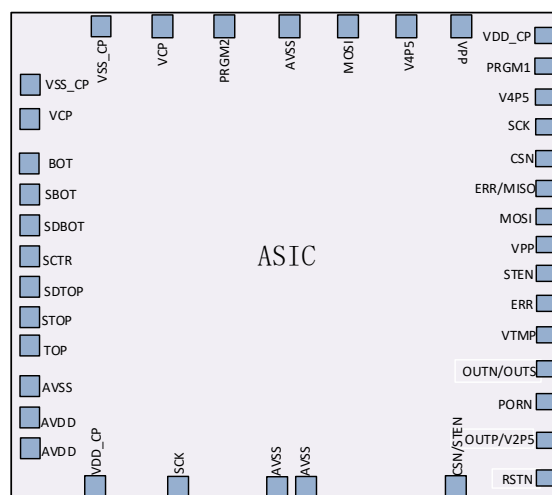 VSS_CP
VCP
PRGM2
AVSS
MOSI
V4P5
VPP
VSS_CP
VCP
BOT
SBOT
SDBOT
SCTR
SDTOP
STOP
TOP
AVSS
AVDD
AVDD
ASIC
VDD_CP
PRGM1
V4P5
SCK
CSN
ERR/MISO
MOSI
VPP
STEN
ERR
VTMP
OUTN/OUTS
PORN
OUTP/V2P5
RSTN
VDD_CP
SCK
AVSS
AVSS
CSN/STEN